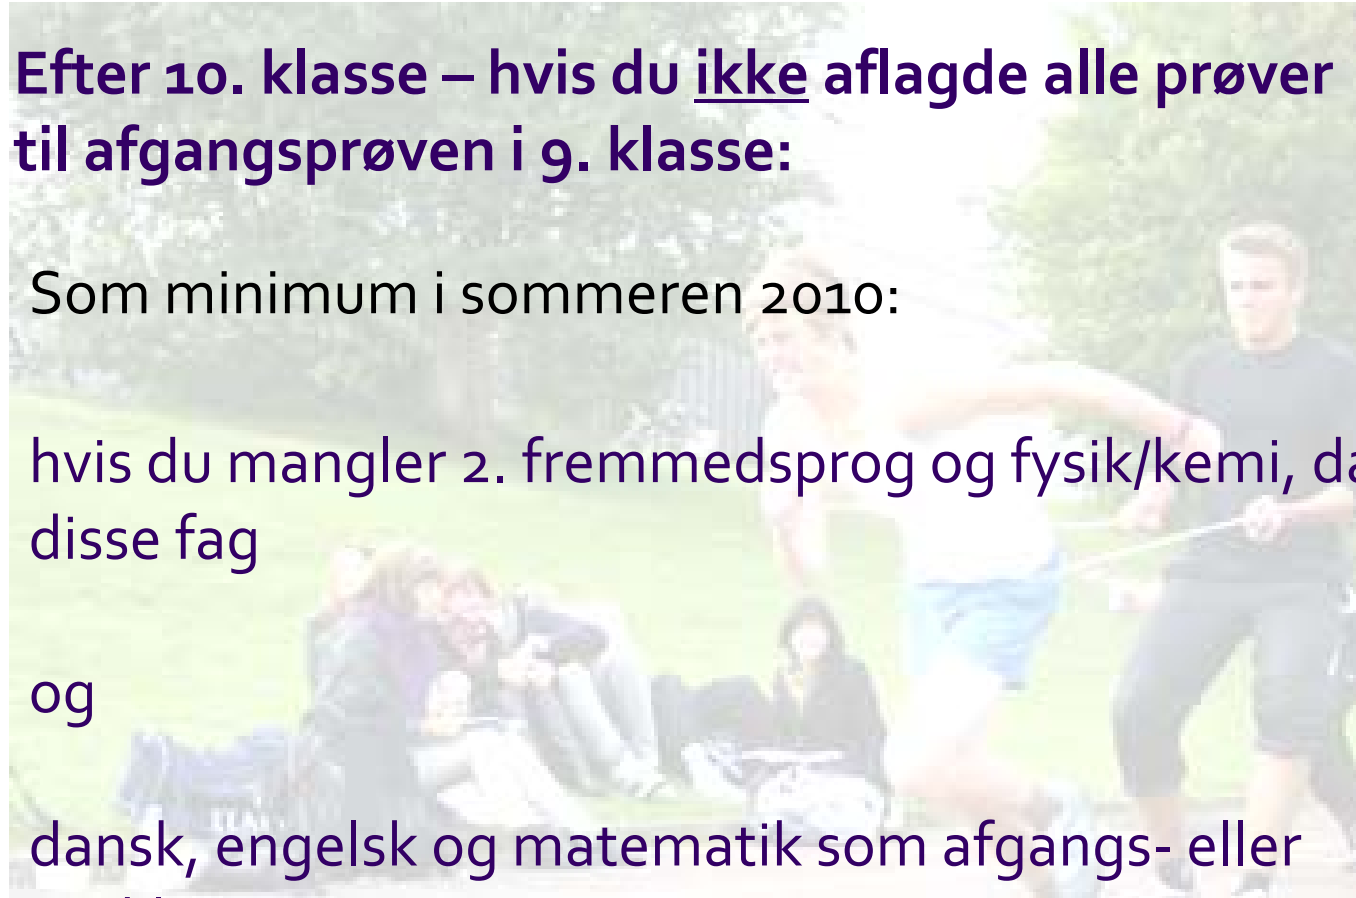 Efter 10. klasse – hvis du ikke aflagde alle prøver
til afgangsprøven i 9. klasse:
Som minimum i sommeren 2010:
hvis du mangler 2. fremmedsprog og fysik/kemi, da
disse fag
og
dansk, engelsk og matematik som afgangs- eller